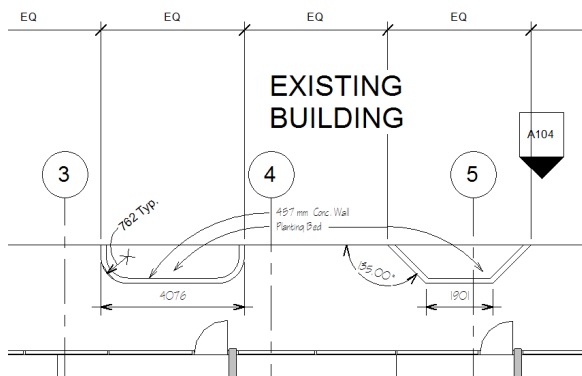 EQ EQ EQ EQ
EXISTING
BUILDING
A104
3 4 5
762 Typ.
457 mm Conc. Wall
Planting Bed
135.00°
4076
1901